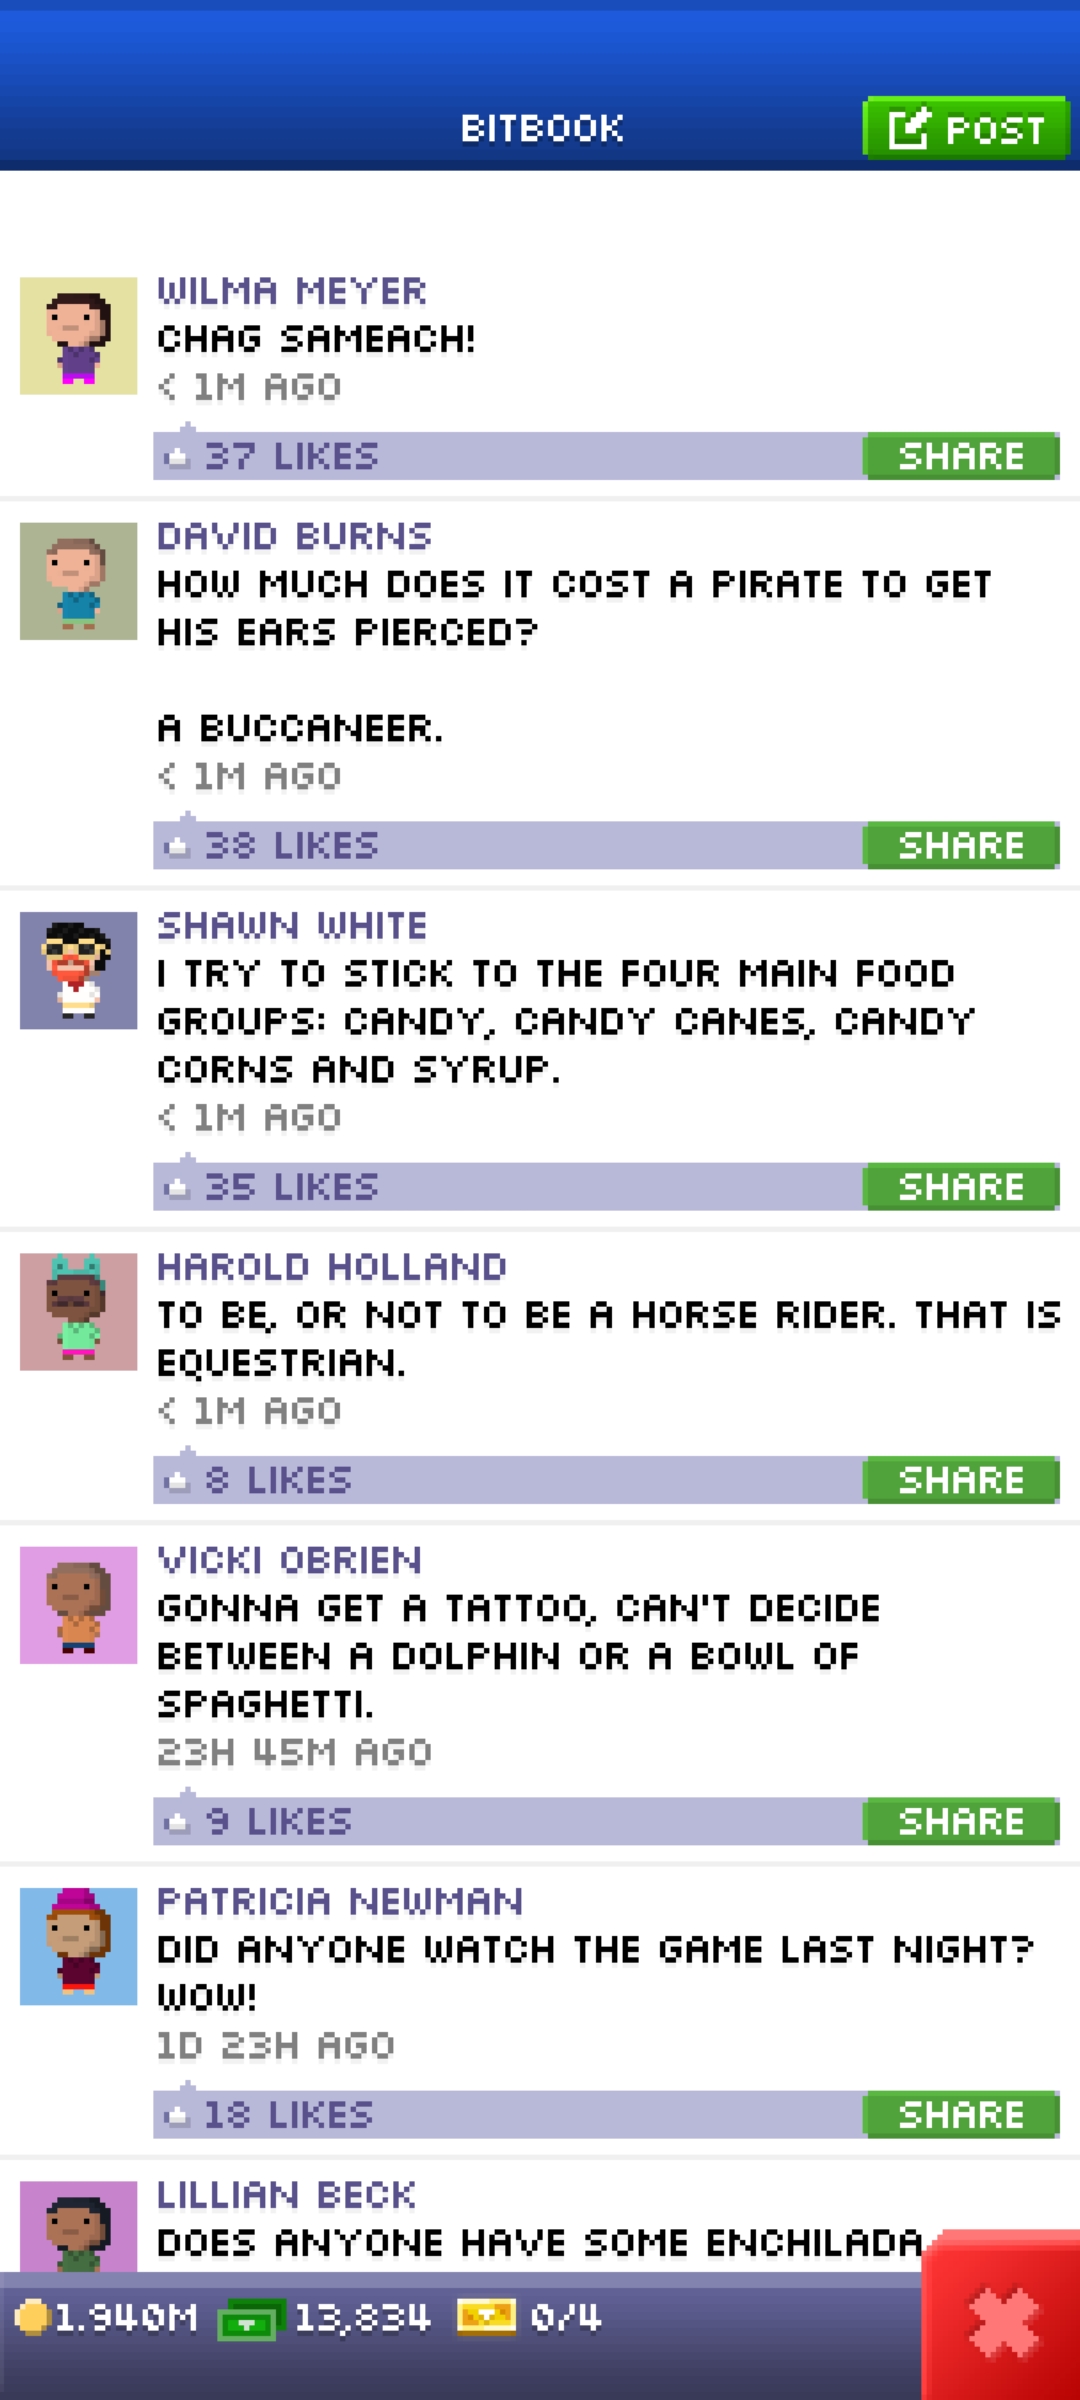 BITBOOK
POST
WILMA MEYER
CHAG SAMEACH!
< 1M AGO
37 LIKES
SHARE
DAVID BURNS
HOW MUCH DOES IT COST A PIRATE TO GET
HIS EARS PIERCED?
A BUCCANEER.
< 1M AGO
38 LIKES
SHARE
SHAWN WHITE
I TRY TO STICK TO THE FOUR MAIN FOOD
GROUPS: CANDY, CANDY CANES, CANDY
CORNS AND SYRUP.
< 1M AGO
35 LIKES
SHARE
HAROLD HOLLAND
TO BE, OR NOT TO BE A HORSE RIDER. THAT IS
EQUESTRIAN.
< 1M AGO
8 LIKES
SHARE
VICKI OBRIEN
GONNA GET A TATTOO, CAN'T DECIDE
BETWEEN A DOLPHIN OR A BOWL OF
SPAGHETTI.
23H 45M AGO
9 LIKES
SHARE
PATRICIA NEWMAN
DID ANYONE WATCH THE GAME LAST NIGHT?
WOW!
1D 23H AGO
18 LIKES
SHARE
LILLIAN BECK
DOES ANYONE HAVE SOME ENCHILADA
1.940M 13,834 0/4